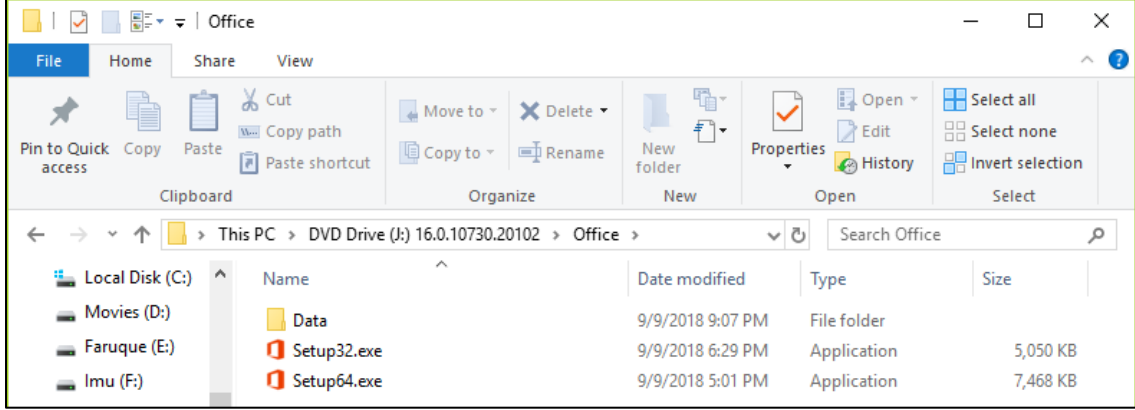 Office
File Home Share View
Pin to Quick access
Copy
Paste
Cut
Copy path
Paste shortcut
Clipboard
Move to
Copy to
Delete
Rename
Organize
New folder
New
Properties
Open
Edit
History
Open
Select all
Select none
Invert selection
Select
This PC > DVD Drive (J:) 16.0.10730.20102 > Office >
Search Office
Local Disk (C:)
Movies (D:)
Faruque (E:)
Imu (F:)
Name Date modified Type Size
Data 9/9/2018 9:07 PM File folder
Setup32.exe 9/9/2018 6:29 PM Application 5,050 KB
Setup64.exe 9/9/2018 5:01 PM Application 7,468 KB